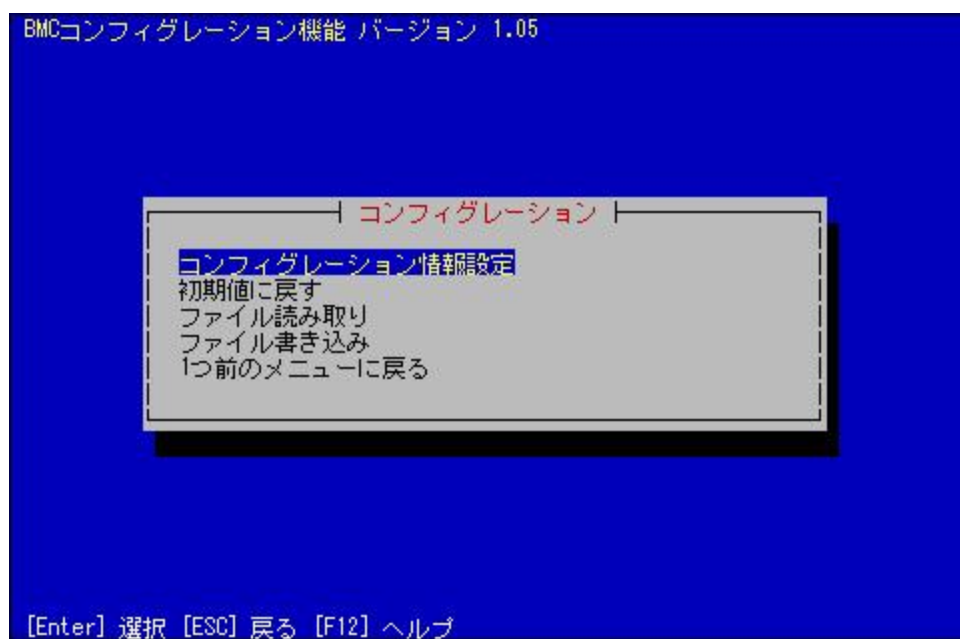 BMCコンフィグレーション機能 バージョン 1.05
コンフィグレーション
コンフィグレーション情報設定
初期値に戻す
ファイル読み取り
ファイル書き込み
1つ前のメニューに戻る
[Enter] 選択 [ESC] 戻る [F12] ヘルプ